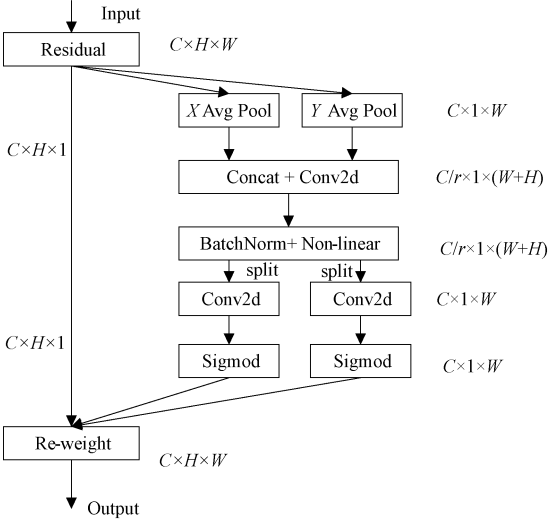 Input
Residual
C×H×W
X Avg Pool
Y Avg Pool
C×1×W
C×H×1
Concat + Conv2d
C/r×1×(W+H)
BatchNorm+ Non-linear
C/r×1×(W+H)
split
split
Conv2d
Conv2d
C×1×W
C×H×1
Sigmod
Sigmod
C×1×W
Re-weight
C×H×W
Output